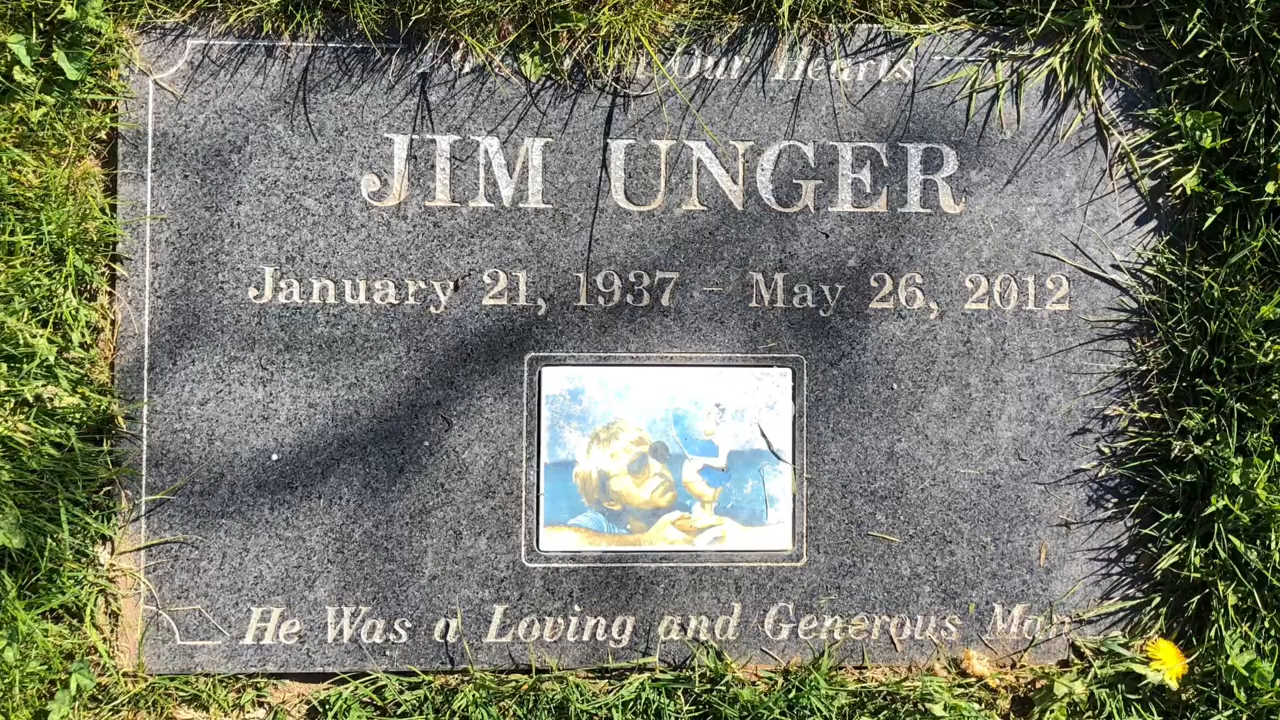 Our Hearts
JIM UNGER
January 21, 1937 - May 26, 2012
He Was a Loving and Generous Man